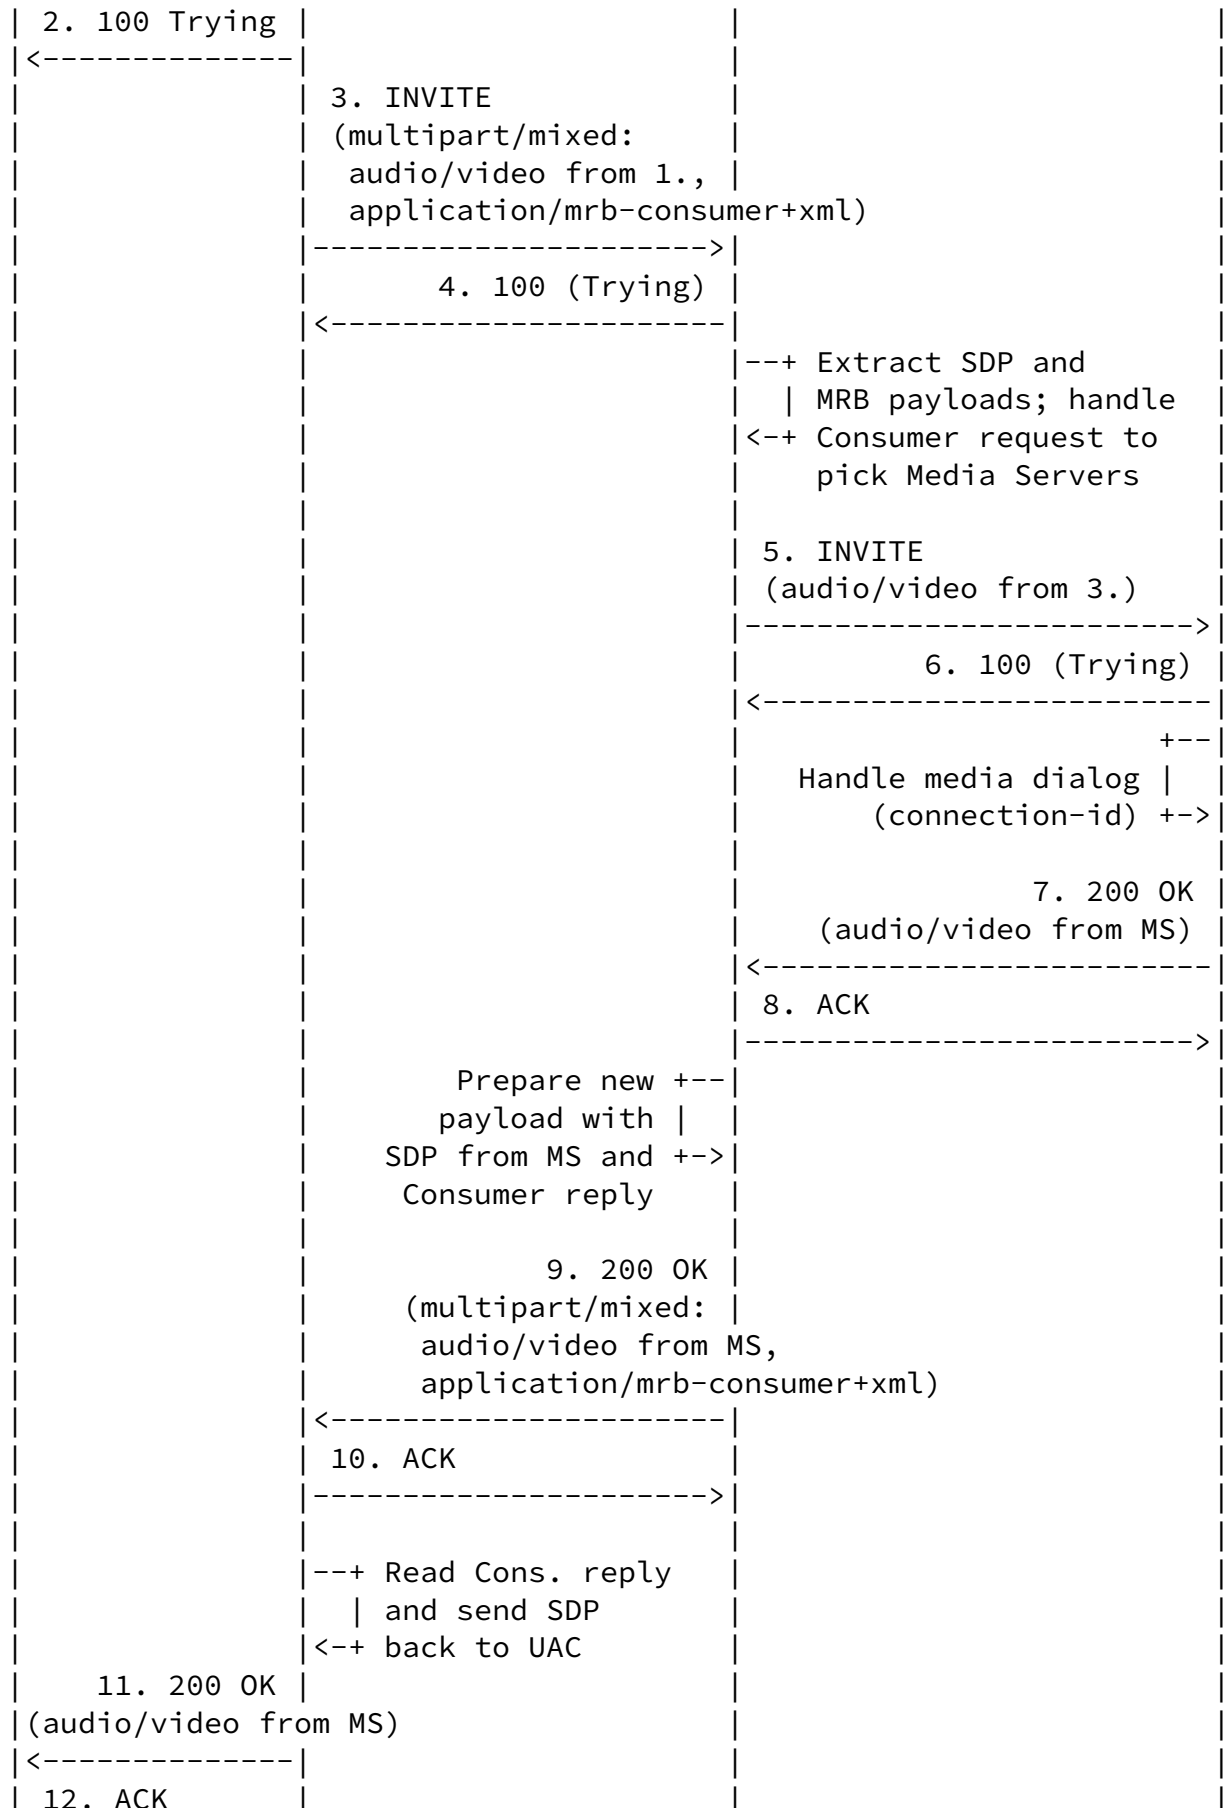 2. 100 Trying
3. INVITE
(multipart/mixed:
audio/video from 1.,
application/mrb-consumer+xml)
4. 100 (Trying)
--+ Extract SDP and
| MRB payloads; handle
<-+ Consumer request to
pick Media Servers
5. INVITE
(audio/video from 3.)
6. 100 (Trying)
+--
Handle media dialog |
(connection-id) +->
7. 200 OK
(audio/video from MS)
8. ACK
Prepare new +--
payload with |
SDP from MS and +->
Consumer reply
9. 200 OK
(multipart/mixed:
audio/video from MS,
application/mrb-consumer+xml)
10. ACK
--+ Read Cons. reply
| and send SDP
<-+ back to UAC
11. 200 OK
(audio/video from MS)
12. ACK